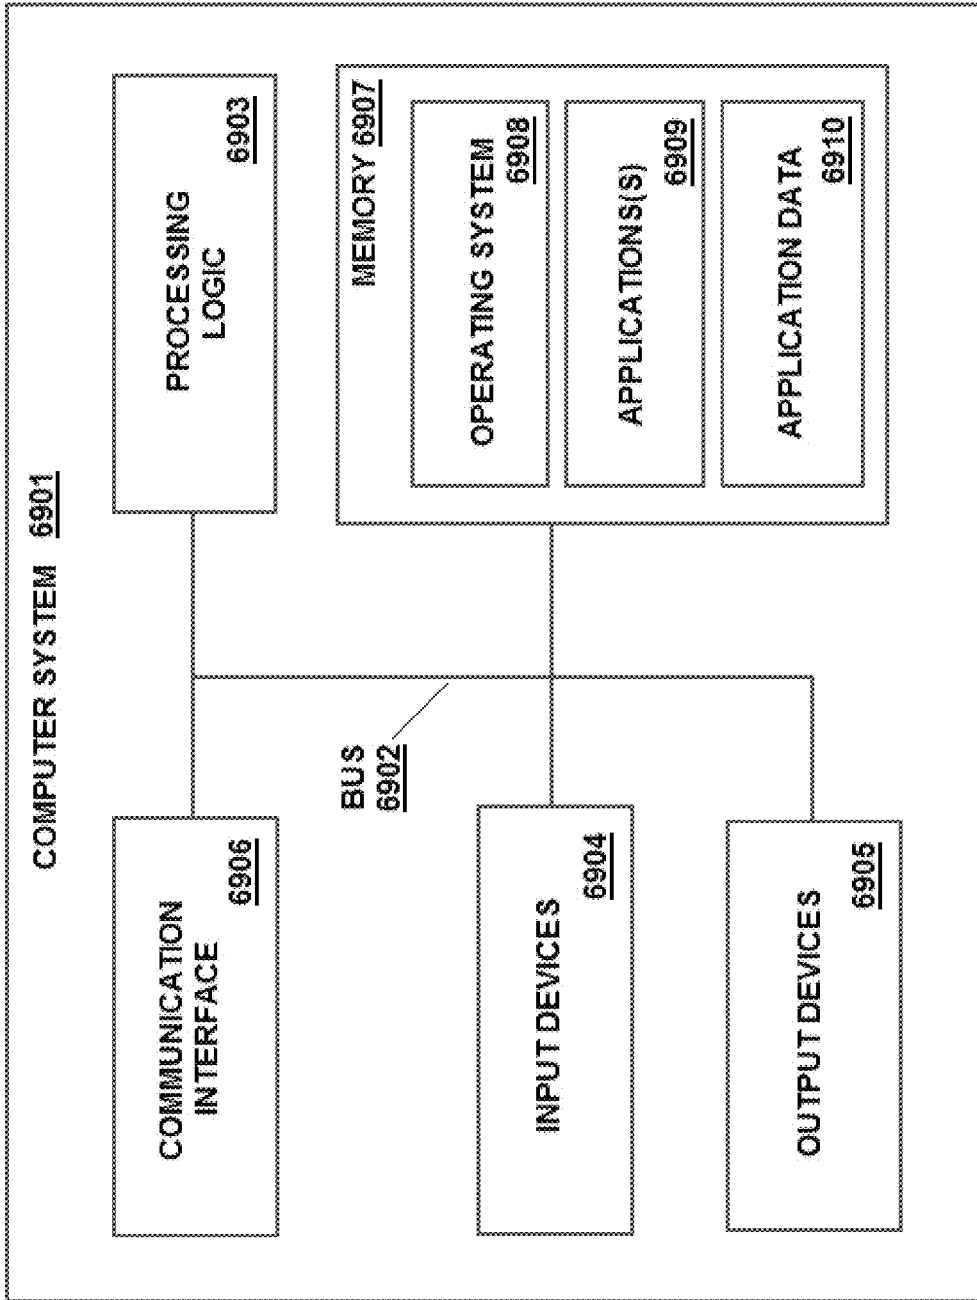 COMPUTER SYSTEM 6901
COMMUNICATION
INTERFACE
6906
PROCESSING
LOGIC
6903
BUS
6902
MEMORY 6907
INPUT DEVICES
6904
OPERATING SYSTEM
6908
APPLICATIONS(S)
6909
OUTPUT DEVICES
6905
APPLICATION DATA
6910